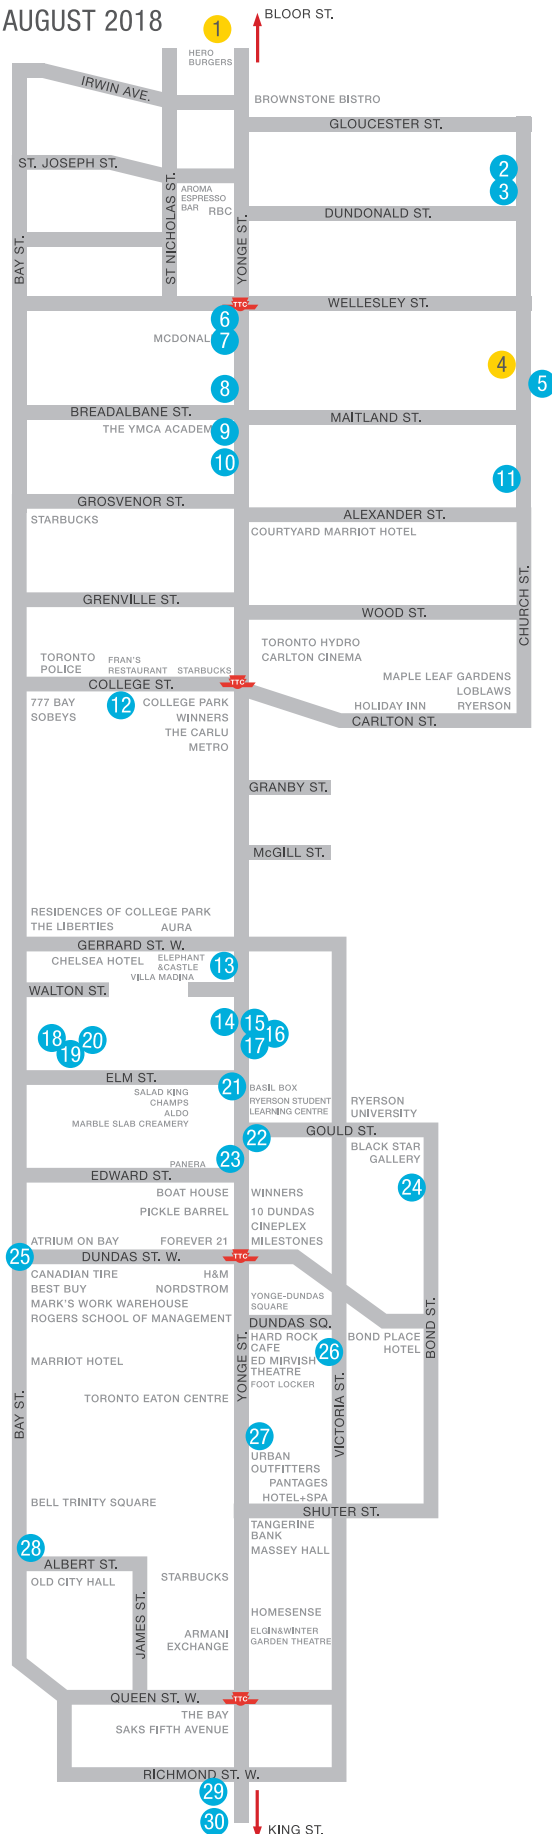 AUGUST 2018
BLOOR ST.
1
HERO
BURGERS
IRWIN AVE.
BROWNSTONE BISTRO
GLOUCESTER ST.
ST. JOSEPH ST.
2
3
AROMA
ESPRESSO
BAR
RBC
DUNDONALD ST.
ST NICHOLAS ST.
YONGE ST.
BAY ST.
TTC
WELLESLEY ST.
6
MCDONAL
7
4
5
8
BREADALBANE ST.
MAITLAND ST.
THE YMCA ACADEM
9
10
11
GROSVENOR ST.
ALEXANDER ST.
STARBUCKS
COURTYARD MARRIOT HOTEL
CHURCH ST.
GRENVILLE ST.
WOOD ST.
TORONTO HYDRO
CARLTON CINEMA
TORONTO
POLICE
FRAN'S
RESTAURANT
STARBUCKS
COLLEGE ST.
TTC
MAPLE LEAF GARDENS
LOBLAWS
HOLIDAY INN
RYERSON
CARLTON ST.
777 BAY
SOBEYS
12
COLLEGE PARK
WINNERS
THE CARLU
METRO
GRANBY ST.
McGILL ST.
RESIDENCES OF COLLEGE PARK
THE LIBERTIES
AURA
GERRARD ST. W.
CHELSEA HOTEL
ELEPHANT
&CASTLE
VILLA MADINA
13
WALTON ST.
14
15
16
17
18
19
20
ELM ST.
21
BASIL BOX
RYERSON STUDENT
LEARNING CENTRE
RYERSON
UNIVERSITY
SALAD KING
CHAMPS
ALDO
MARBLE SLAB CREAMERY
22
GOULD ST.
BLACK STAR
GALLERY
PANERA
23
EDWARD ST.
24
BOAT HOUSE
WINNERS
PICKLE BARREL
10 DUNDAS
CINEPLEX
MILESTONES
ATRIUM ON BAY
FOREVER 21
25
DUNDAS ST. W.
TTC
CANADIAN TIRE
H&M
BEST BUY
NORDSTROM
MARK'S WORK WAREHOUSE
ROGERS SCHOOL OF MANAGEMENT
YONGE-DUNDAS
SQUARE
DUNDAS SQ.
BOND ST.
BOND PLACE
HOTEL
HARD ROCK
CAFE
ED MIRVISH
THEATRE
FOOT LOCKER
26
YONGE ST.
VICTORIA ST.
BAY ST.
MARRIOT HOTEL
TORONTO EATON CENTRE
27
URBAN
OUTFITTERS
PANTAGES
HOTEL+SPA
BELL TRINITY SQUARE
SHUTER ST.
TANGERINE
BANK
MASSEY HALL
28
ALBERT ST.
OLD CITY HALL
STARBUCKS
JAMES ST.
HOMESENSE
ARMANI
EXCHANGE
ELGIN&WINTER
GARDEN THEATRE
QUEEN ST. W.
TTC
THE BAY
SAKS FIFTH AVENUE
RICHMOND ST. W.
29
30
KING ST.